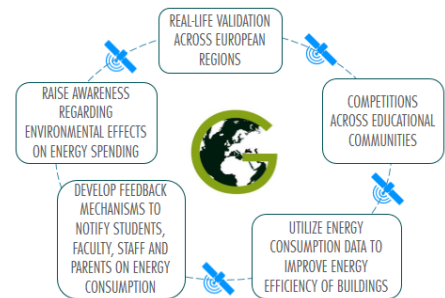 REAL-LIFE VALIDATION
ACROSS EUROPEAN
REGIONS
RAISE AWARENESS
REGARDING
ENVIRONMENTAL EFFECTS
ON ENERGY SPENDING
COMPETITIONS
ACROSS EDUCATIONAL
COMMUNITIES
G
DEVELOP FEEDBACK
MECHANISMS TO
NOTIFY STUDENTS,
FACULTY, STAFF AND
PARENTS ON ENERGY
CONSUMPTION
UTILIZE ENERGY
CONSUMPTION DATA TO
IMPROVE ENERGY
EFFICIENCY OF BUILDINGS